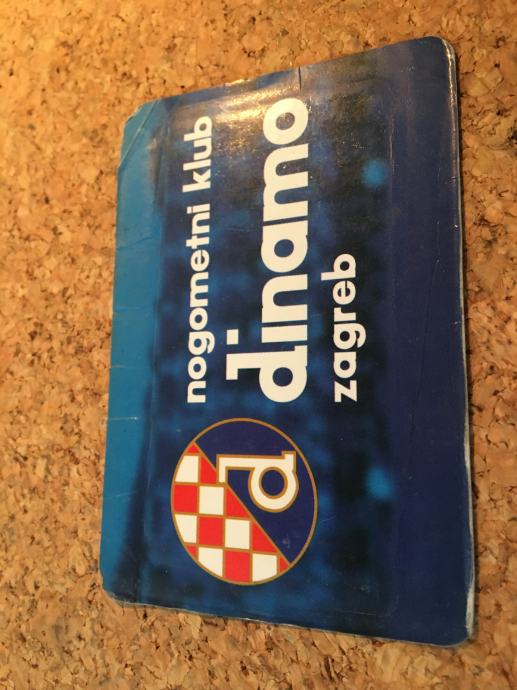 nogometni klub
dinamo
zagreb
d